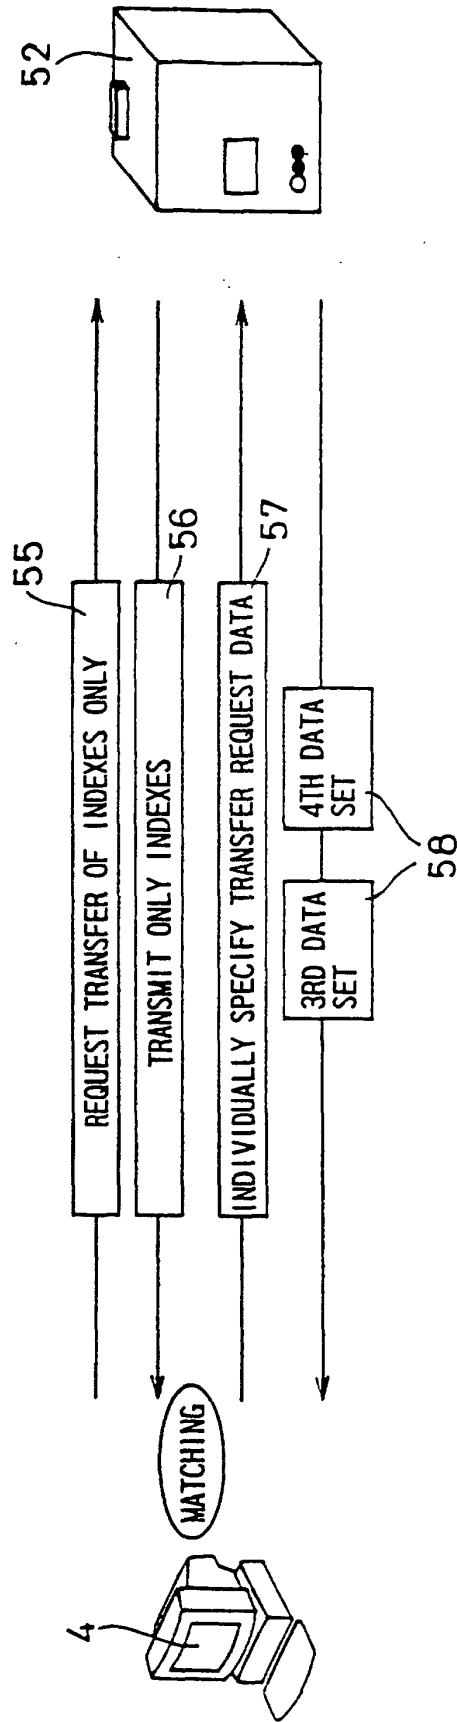 52
55
REQUEST TRANSFER OF INDEXES ONLY
56
TRANSMIT ONLY INDEXES
57
INDIVIDUALLY SPECIFY TRANSFER REQUEST DATA
3RD DATA
SET
4TH DATA
SET
58
MATCHING
4